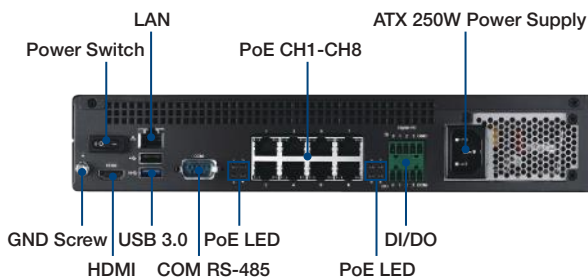 LAN
ATX 250W Power Supply
Power Switch
PoE CH1-CH8
GND Screw
USB 3.0
PoE LED
DI/DO
HDMI
COM RS-485
PoE LED